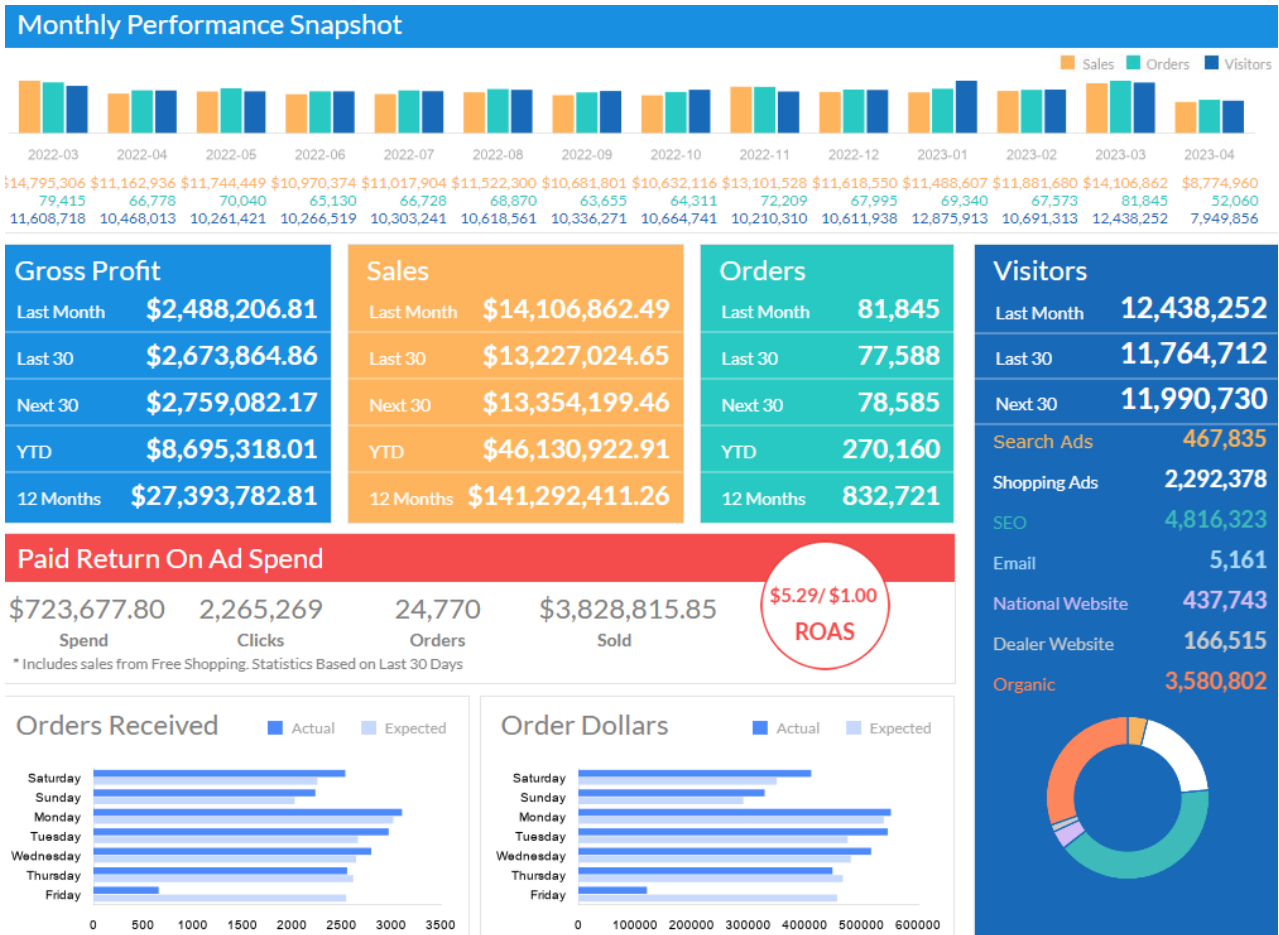 Monthly Performance Snapshot
Sales Orders Visitors
2022-03 2022-04 2022-05 2022-06 2022-07 2022-08 2022-09 2022-10 2022-11 2022-12 2023-01 2023-02 2023-03 2023-04
$14,795,306 $11,162,936 $11,744,449 $10,970,374 $11,017,904 $11,522,300 $10,681,801 $10,632,116 $13,101,528 $11,618,550 $11,488,607 $11,881,680 $14,106,862 $8,774,960
79,415 66,778 70,040 65,130 66,728 68,870 63,655 64,311 72,209 67,995 69,340 67,573 81,845 52,060
11,608,718 10,468,013 10,261,421 10,266,519 10,303,241 10,618,561 10,336,271 10,664,741 10,210,310 10,611,938 12,875,913 10,691,313 12,438,252 7,949,856
Gross Profit
Last Month $2,488,206.81
Last 30 $2,673,864.86
Next 30 $2,759,082.17
YTD $8,695,318.01
12 Months $27,393,782.81
Sales
Last Month $14,106,862.49
Last 30 $13,227,024.65
Next 30 $13,354,199.46
YTD $46,130,922.91
12 Months $141,292,411.26
Orders
Last Month 81,845
Last 30 77,588
Next 30 78,585
YTD 270,160
12 Months 832,721
Visitors
Last Month 12,438,252
Last 30 11,764,712
Next 30 11,990,730
Search Ads 467,835
Shopping Ads 2,292,378
SEO 4,816,323
Email 5,161
National Website 437,743
Dealer Website 166,515
Organic 3,580,802
Paid Return On Ad Spend
$723,677.80 2,265,269 24,770 $3,828,815.85
Spend Clicks Orders Sold
* Includes sales from Free Shopping. Statistics Based on Last 30 Days
$5.29/ $1.00
ROAS
Orders Received
Actual Expected
Saturday
Sunday
Monday
Tuesday
Wednesday
Thursday
Friday
0 500 1000 1500 2000 2500 3000 3500
Order Dollars
Actual Expected
Saturday
Sunday
Monday
Tuesday
Wednesday
Thursday
Friday
0 100000 200000 300000 400000 500000 600000